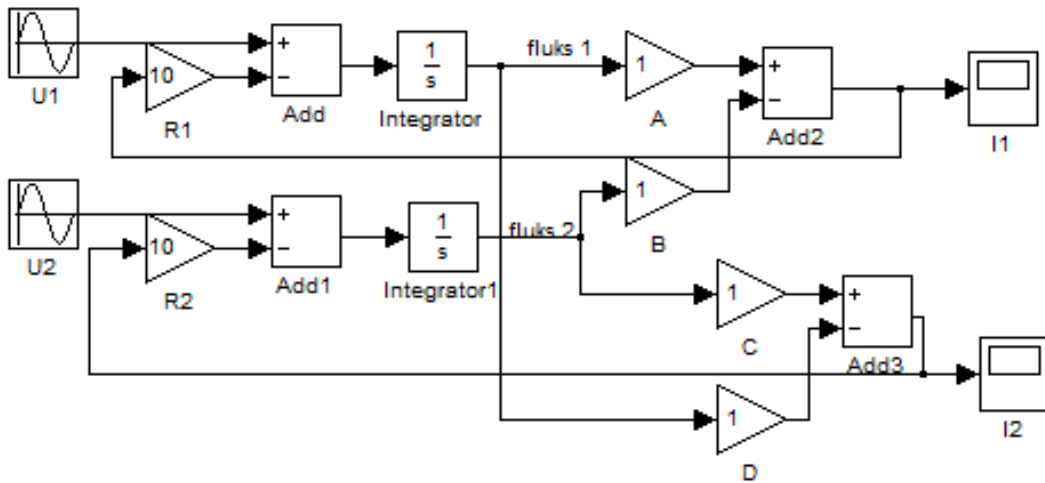 U1
10
R1
+
−
Add
1
s
Integrator
fluks 1
1
A
+
−
Add2
I1
U2
10
R2
+
−
Add1
1
s
Integrator1
fluks 2
1
B
1
C
+
−
Add3
1
D
I2